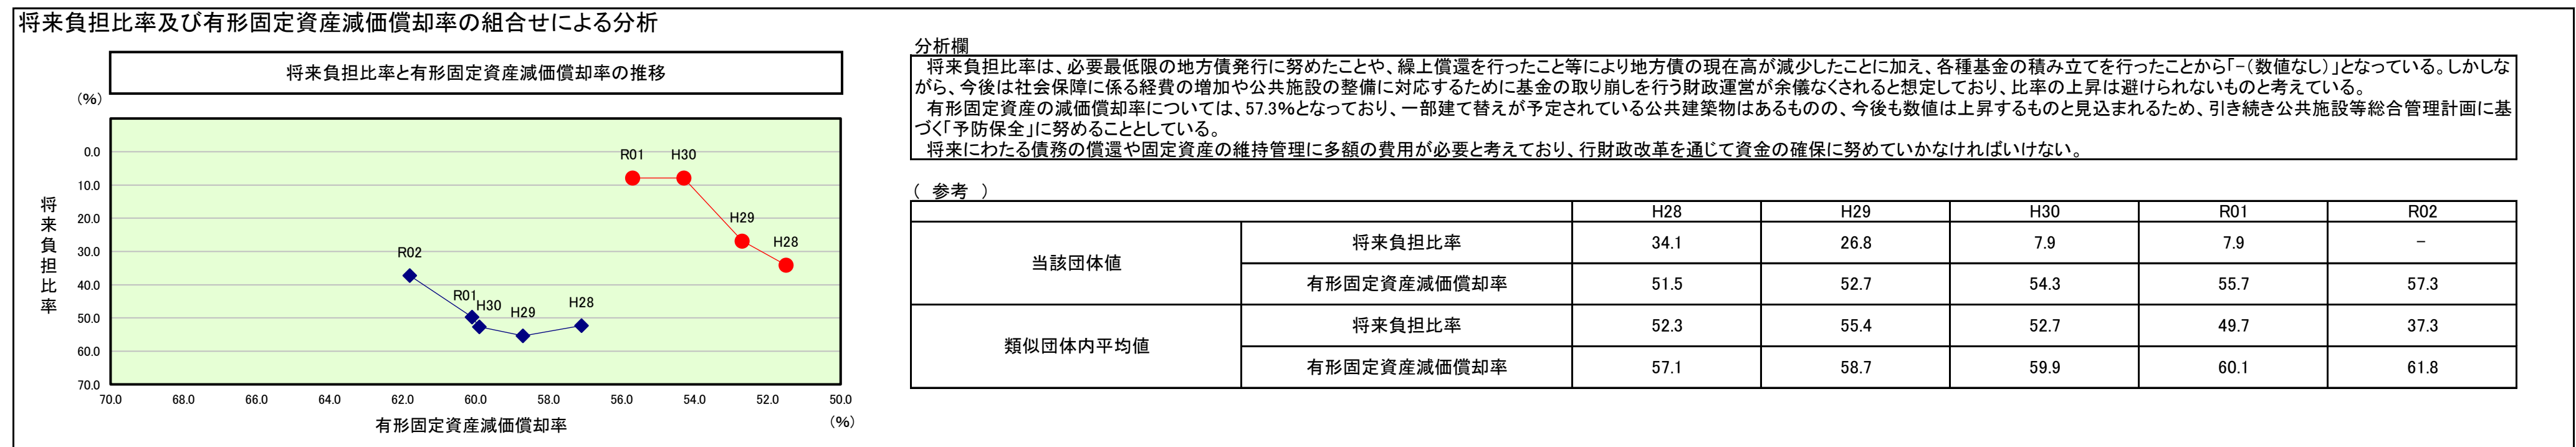 将来負担比率及び有形固定資産減価償却率の組合せによる分析
将来負担比率と有形固定資産減価償却率の推移
(%)
0.0
10.0
20.0
30.0
40.0
50.0
60.0
70.0
将来負担比率
R01
H30
H29
H28
R02
R01
H30
H29
H28
70.0
68.0
66.0
64.0
62.0
60.0
58.0
56.0
54.0
52.0
50.0
有形固定資産減価償却率
(%)
分析欄
将来負担比率は、必要最低限の地方債発行に努めたことや、繰上償還を行ったこと等により地方債の現在高が減少したことに加え、各種基金の積み立てを行ったことから「-(数値なし)」となっている。しかしな
がら、今後は社会保障に係る経費の増加や公共施設の整備に対応するために基金の取り崩しを行う財政運営が余儀なくされると想定しており、比率の上昇は避けられないものと考えている。
有形固定資産の減価償却率については、57.3%となっており、一部建て替えが予定されている公共建築物はあるものの、今後も数値は上昇するものと見込まれるため、引き続き公共施設等総合管理計画に基
づく「予防保全」に努めることとしている。
将来にわたる債務の償還や固定資産の維持管理に多額の費用が必要と考えており、行財政改革を通じて資金の確保に努めていかなければいけない。
( 参考 )
H28 H29 H30 R01 R02
当該団体値
将来負担比率 34.1 26.8 7.9 7.9 -
有形固定資産減価償却率 51.5 52.7 54.3 55.7 57.3
類似団体内平均値
将来負担比率 52.3 55.4 52.7 49.7 37.3
有形固定資産減価償却率 57.1 58.7 59.9 60.1 61.8